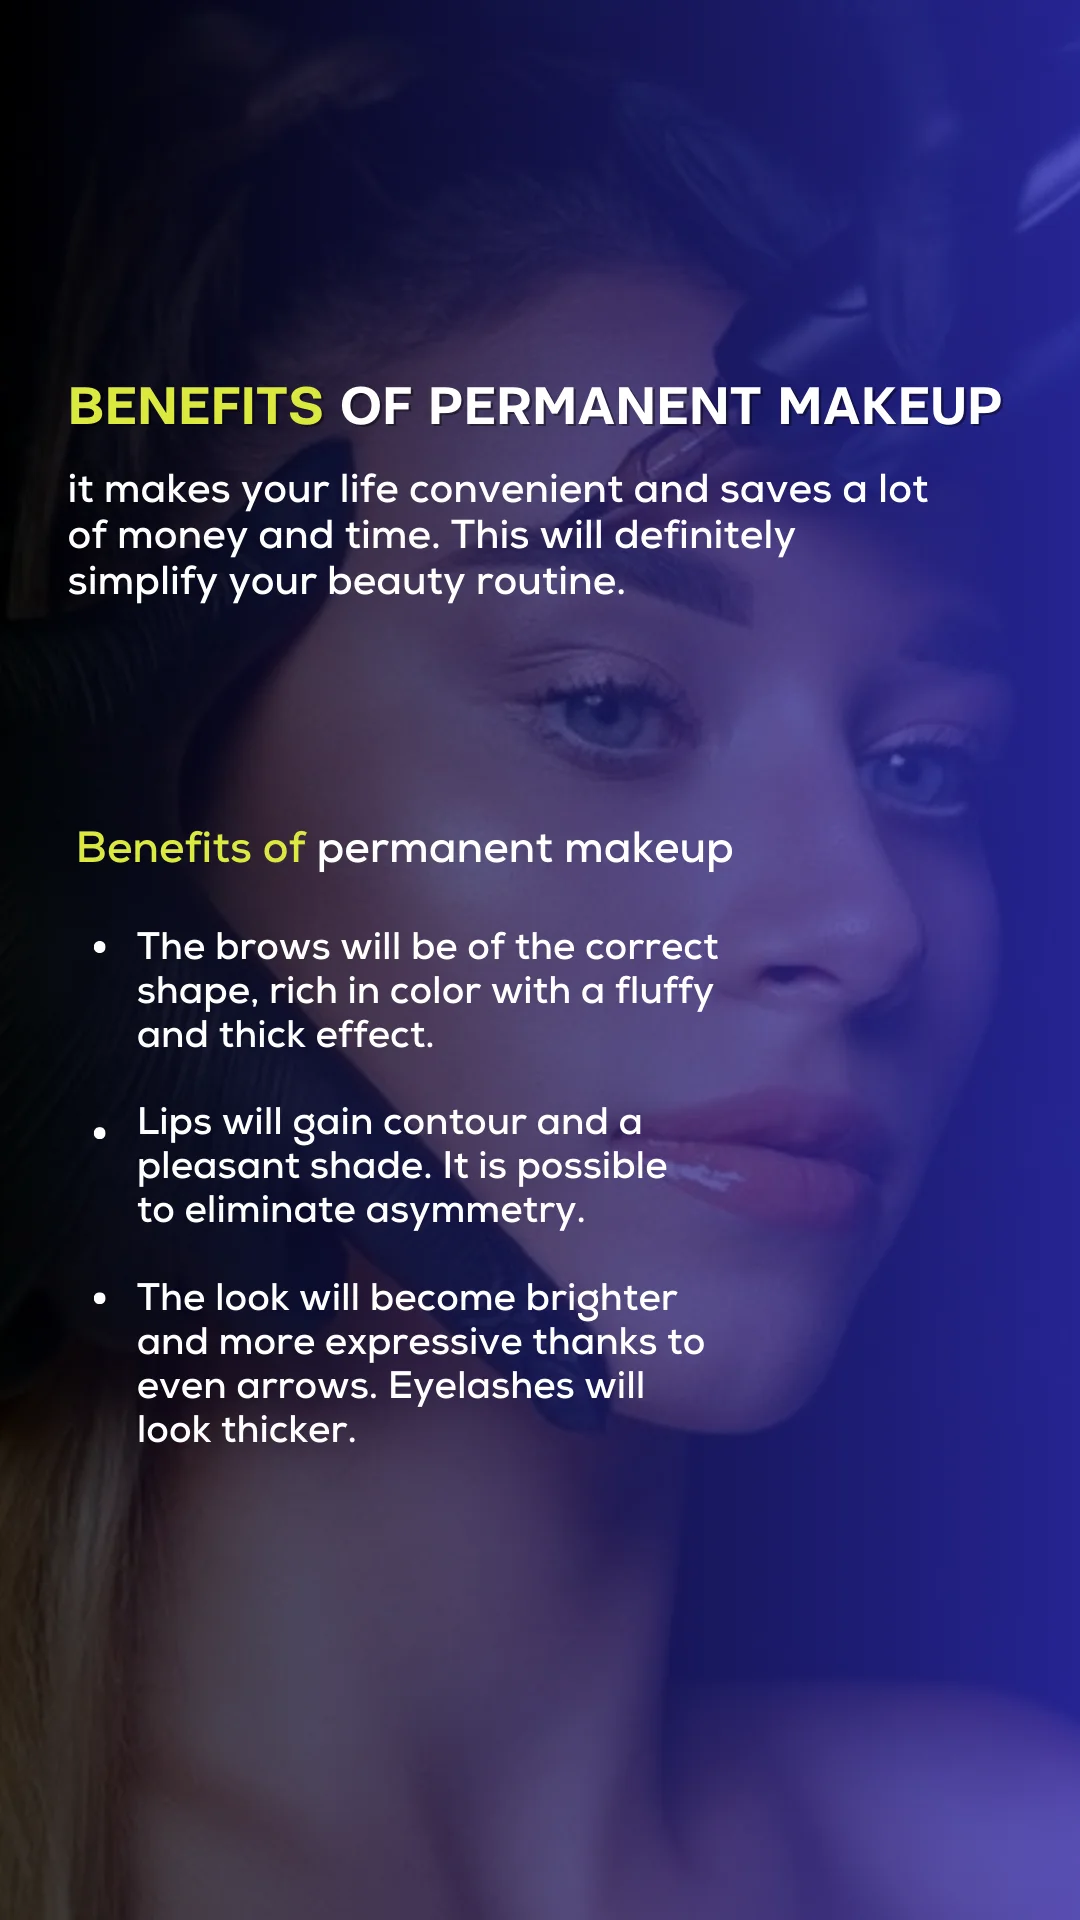 BENEFITS OF PERMANENT MAKEUP
it makes your life convenient and saves a lot
of money and time. This will definitely
simplify your beauty routine.
Benefits of permanent makeup
• The brows will be of the correct
shape, rich in color with a fluffy
and thick effect.
• Lips will gain contour and a
pleasant shade. It is possible
to eliminate asymmetry.
• The look will become brighter
and more expressive thanks to
even arrows. Eyelashes will
look thicker.